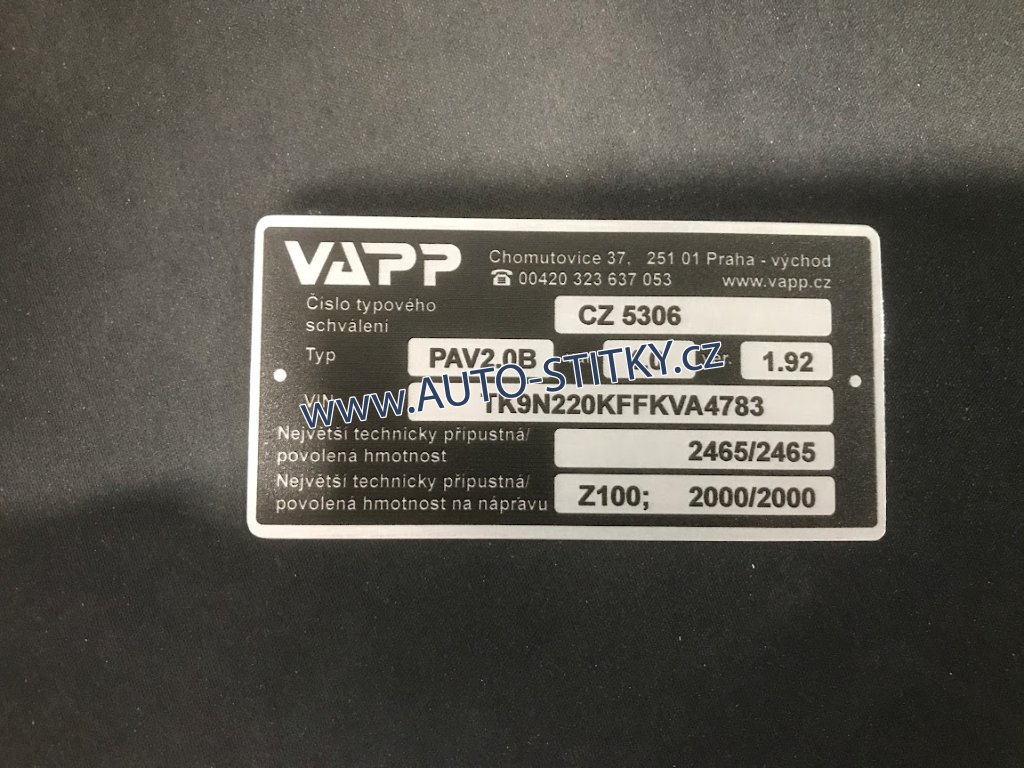 VAPP
Chomutovice 37, 251 01 Praha - východ
☎ 00420 323 637 053 www.vapp.cz
Číslo typového
schválení
CZ 5306
Typ PAV2.0B 1.92
www.AUTO-STITKY.cz
VIN TK9N220KFFKVA4783
Největší technicky přípustná/
povolená hmotnost
2465/2465
Největší technicky přípustná/
povolená hmotnost na nápravu
Z100; 2000/2000